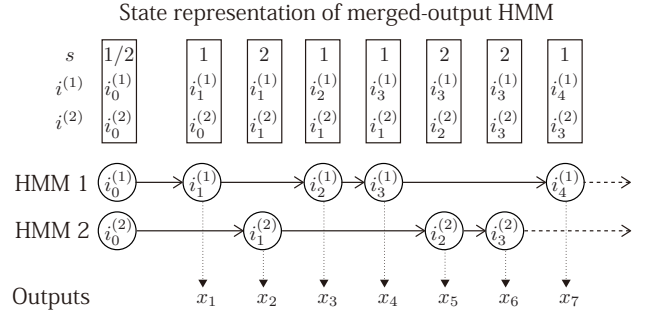 State representation of merged-output HMM
s 1/2 1 2 1 1 2 2 1
i^{(1)} i_0^{(1)} i_1^{(1)} i_1^{(1)} i_2^{(1)} i_3^{(1)} i_3^{(1)} i_3^{(1)} i_4^{(1)}
i^{(2)} i_0^{(2)} i_0^{(2)} i_1^{(2)} i_1^{(2)} i_1^{(2)} i_2^{(2)} i_3^{(2)} i_3^{(2)}
HMM 1 i_0^{(1)} i_1^{(1)} i_2^{(1)} i_3^{(1)} i_4^{(1)}
HMM 2 i_0^{(2)} i_1^{(2)} i_2^{(2)} i_3^{(2)}
Outputs x_1 x_2 x_3 x_4 x_5 x_6 x_7